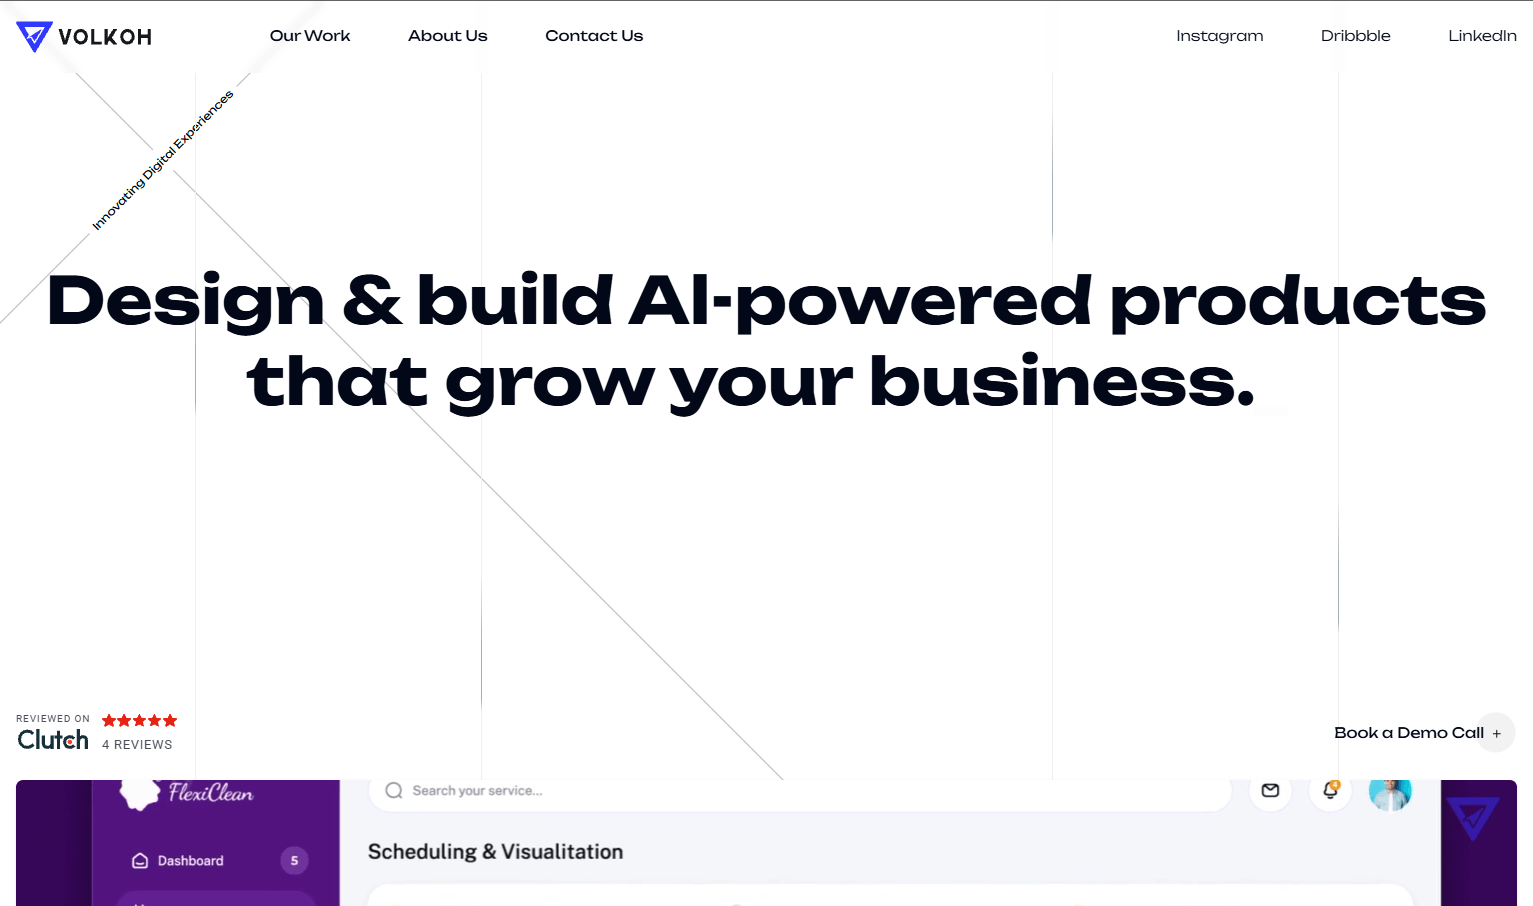 VOLKOH
Our Work
About Us
Contact Us
Instagram
Dribbble
LinkedIn
Innovating Digital Experiences
Design & build AI-powered products
that grow your business.
REVIEWED ON
Clutch
4 REVIEWS
Book a Demo Call +
FlexiClean
Search your service...
4
Dashboard
5
Scheduling & Visualitation